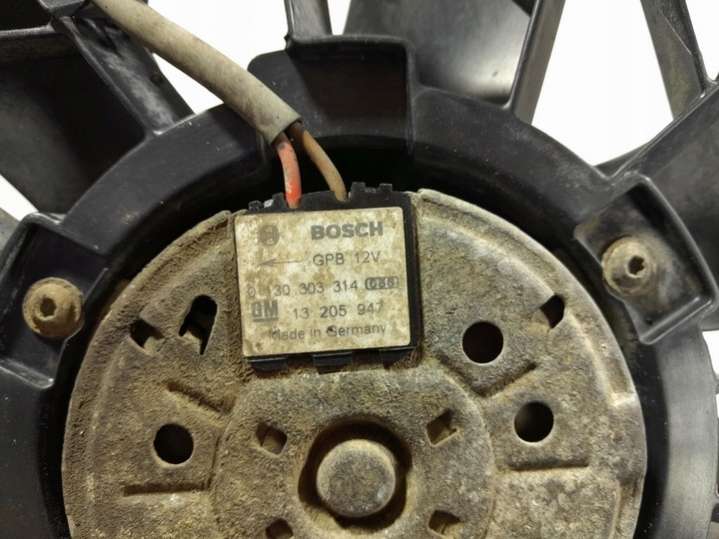 BOSCH
GPB 12V
0 130 303 314
GM 13 205 947
Made in Germany